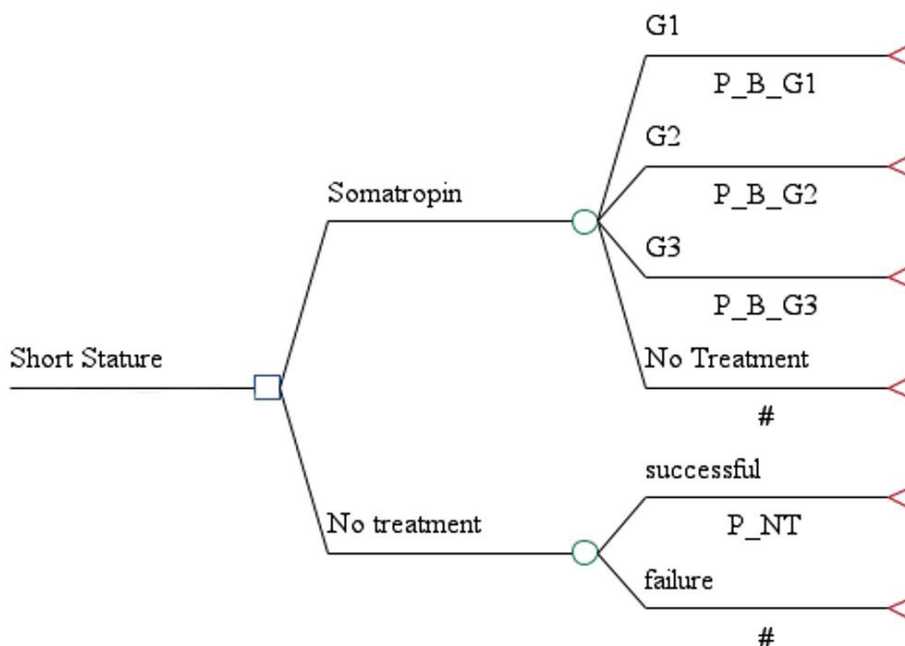 G1
P_B_G1
G2
P_B_G2
Somatropin
G3
P_B_G3
Short Stature
No Treatment
#
successful
No treatment
P_NT
failure
#